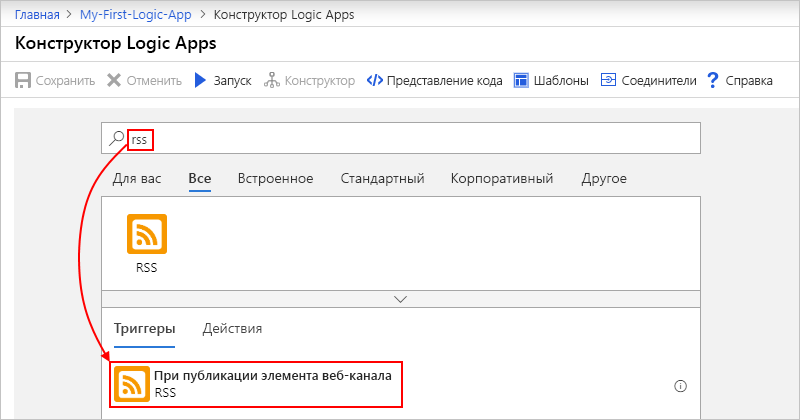 Главная > My-First-Logic-App > Конструктор Logic Apps
Конструктор Logic Apps
Сохранить Отменить Запуск Конструктор Представление кода Шаблоны Соединители ? Справка
rss
Для вас Все Встроенное Стандартный Корпоративный Другое
RSS
Триггеры Действия
При публикации элемента веб-канала
RSS